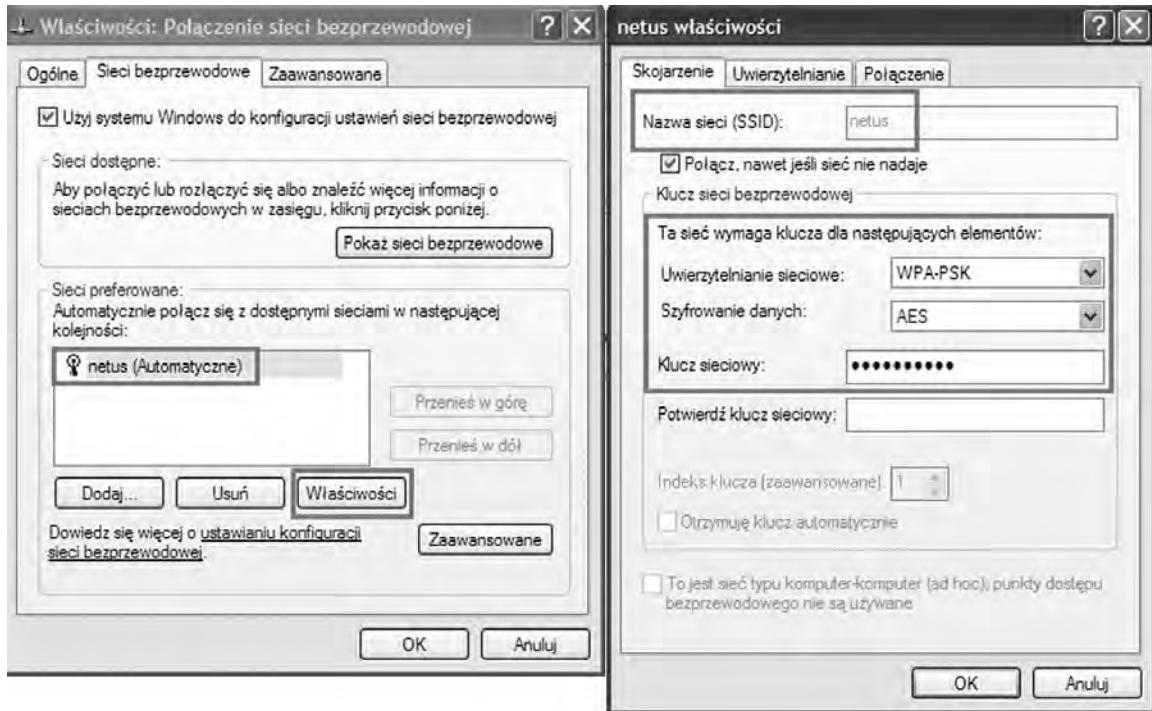 Właściwości: Połączenie sieci bezprzewodowej
Ogólne Sieci bezprzewodowe Zaawansowane
Użyj systemu Windows do konfiguracji ustawień sieci bezprzewodowej
Sieci dostępne:
Aby połączyć lub rozłączyć się albo znaleźć więcej informacji o
sieciach bezprzewodowych w zasięgu, kliknij przycisk poniżej.
Pokaż sieci bezprzewodowe
Sieci preferowane:
Automatycznie połącz się z dostępnymi sieciami w następującej
kolejności:
netus (Automatyczne)
Przenieś w górę
Przenieś w dół
Dodaj... Usuń Właściwości
Dowiedz się więcej o ustawianiu konfiguracji
sieci bezprzewodowej.
Zaawansowane
OK Anuluj
netus właściwości
Skojarzenie Uwierzytelnianie Połączenie
Nazwa sieci (SSID): netus
Połącz, nawet jeśli sieć nie nadaje
Klucz sieci bezprzewodowej
Ta sieć wymaga klucza dla następujących elementów:
Uwierzytelnianie sieciowe: WPA-PSK
Szyfrowanie danych: AES
Klucz sieciowy: ••••••••••
Potwierdź klucz sieciowy:
Indeks klucza (zaawansowane): 1
Otrzymuję klucz automatycznie
To jest sieć typu komputer-komputer (ad hoc); punkty dostępu
bezprzewodowego nie są używane
OK Anuluj